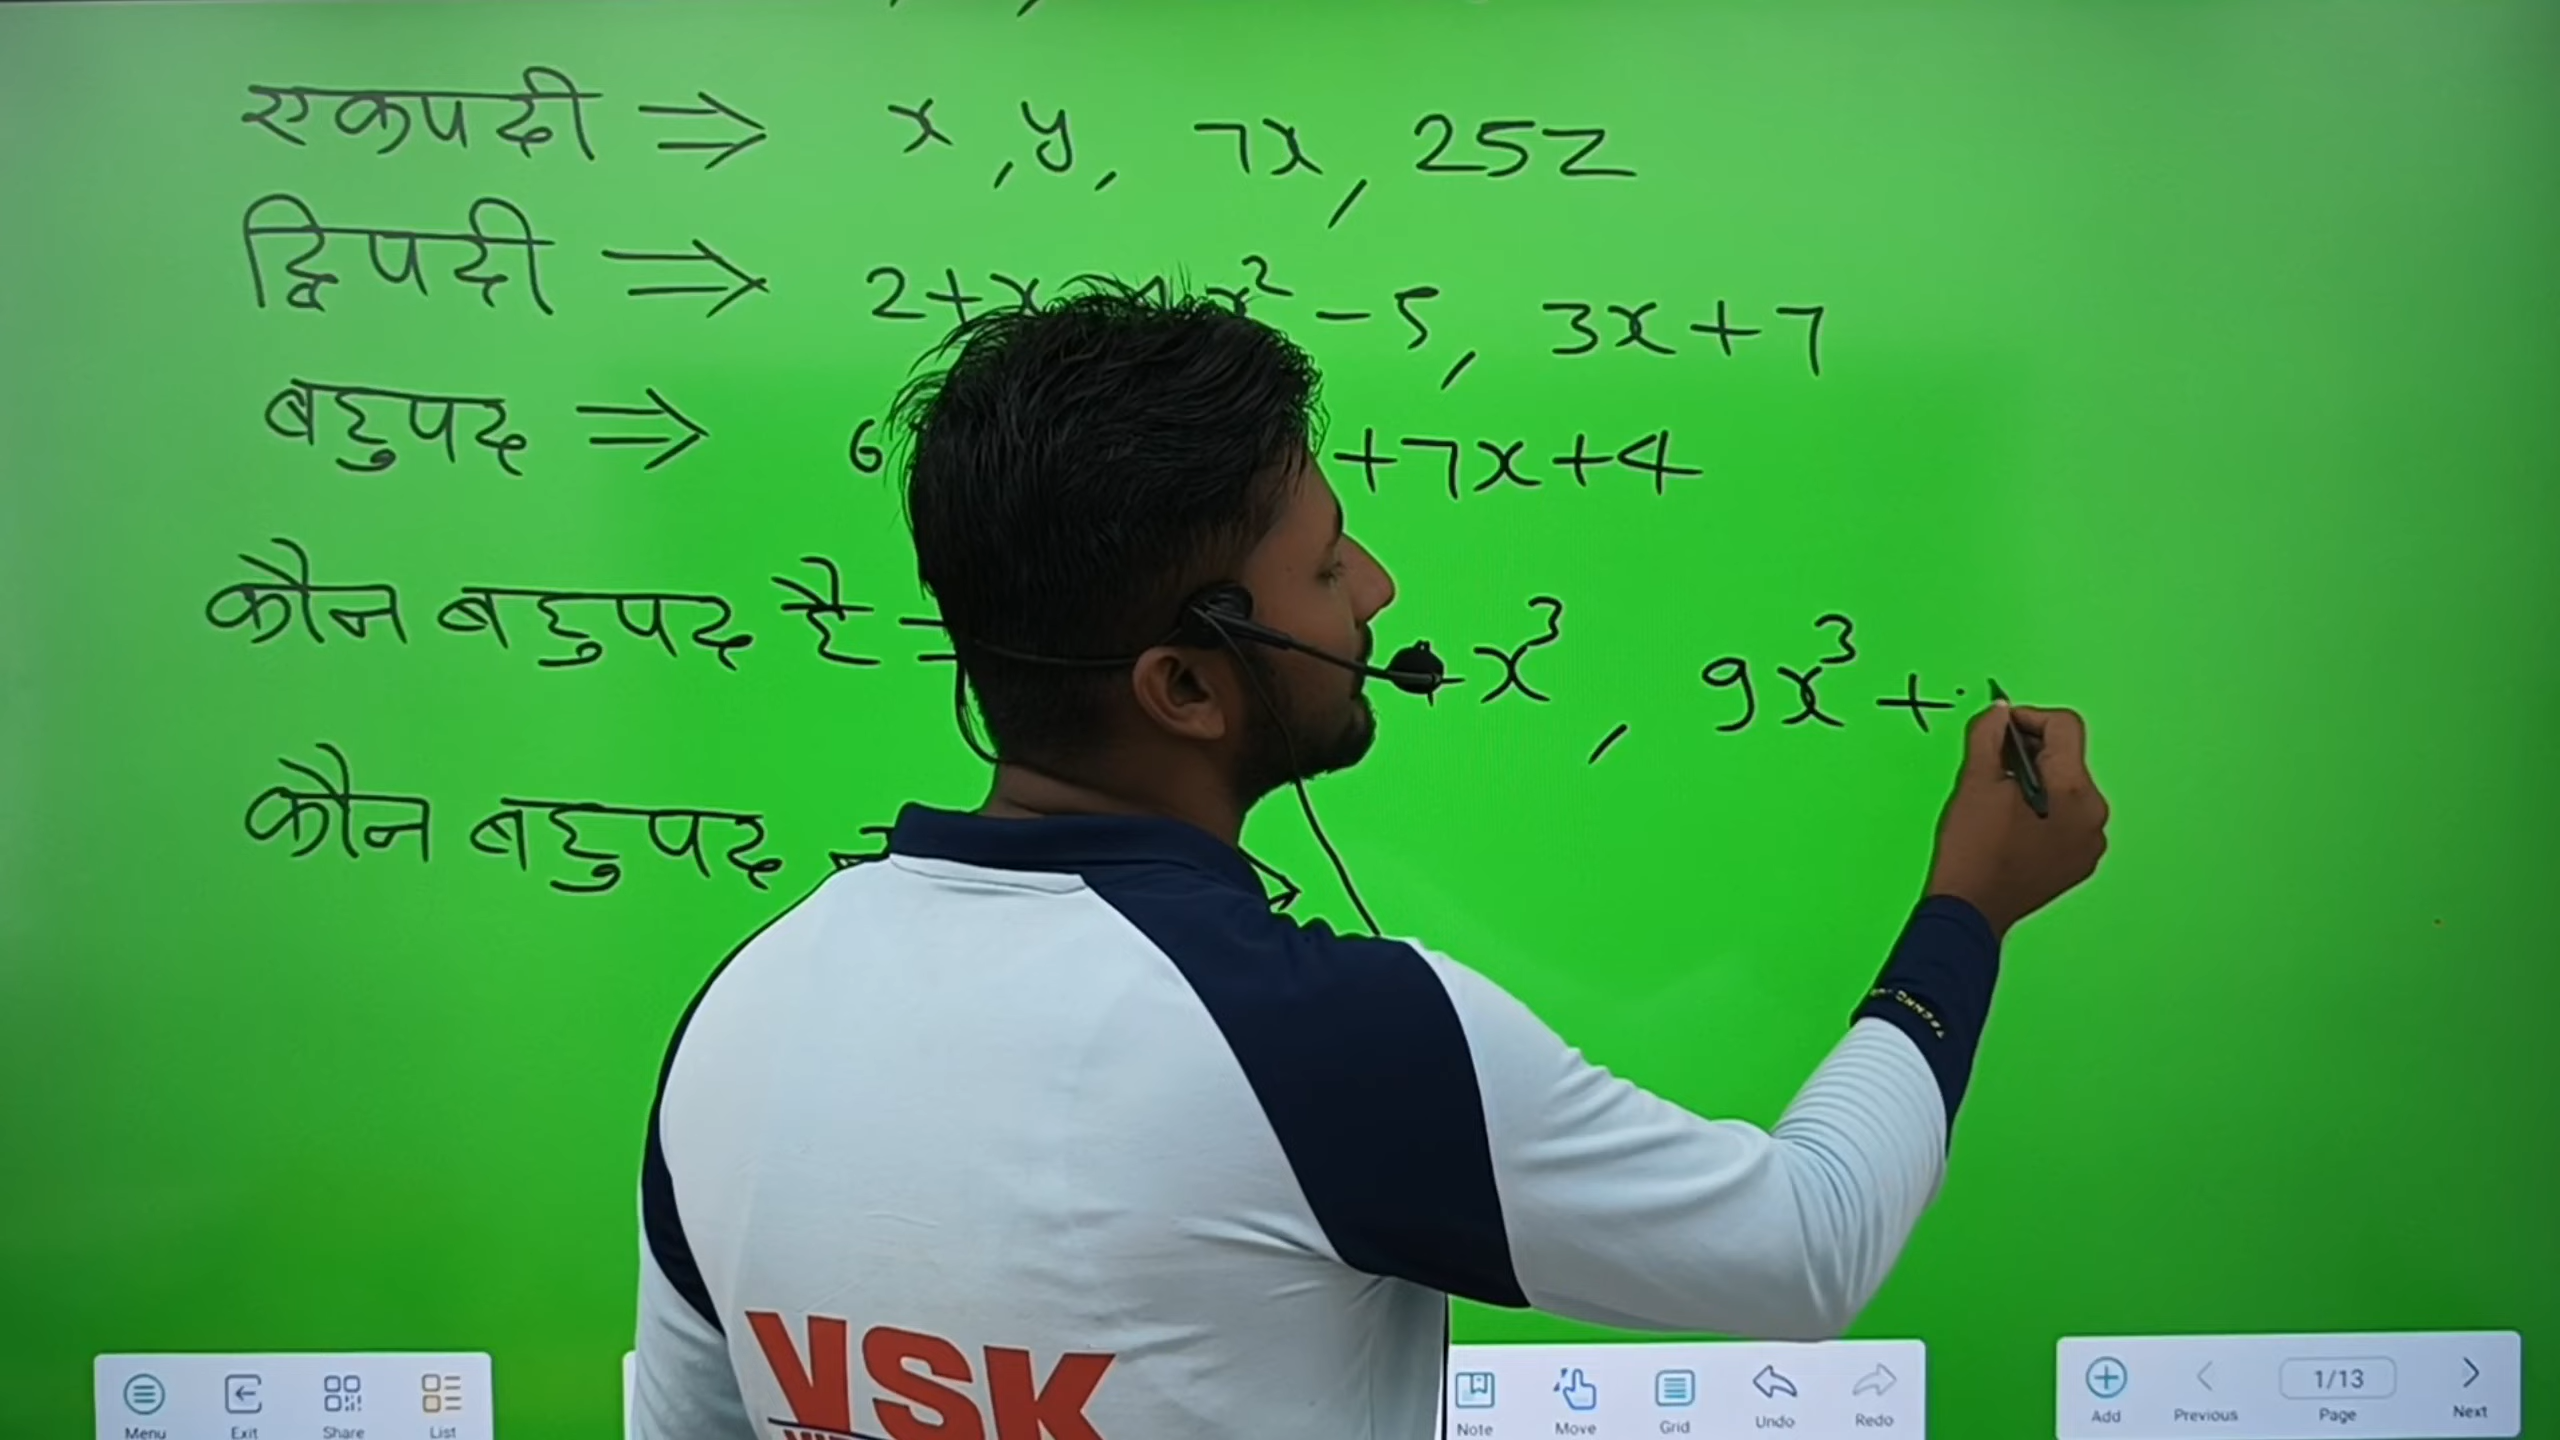 एकपदी ⇒ x, y, 7x, 25z
द्विपदी ⇒ 2+x x² -5, 3x+7
बहुपद ⇒ 6 +7x+4
कौन बहुपद है = x³, 9x³+
कौन बहुपद
VSK
Menu Exit Share List Note Move Grid Undo Redo Add Previous 1/13 Page Next